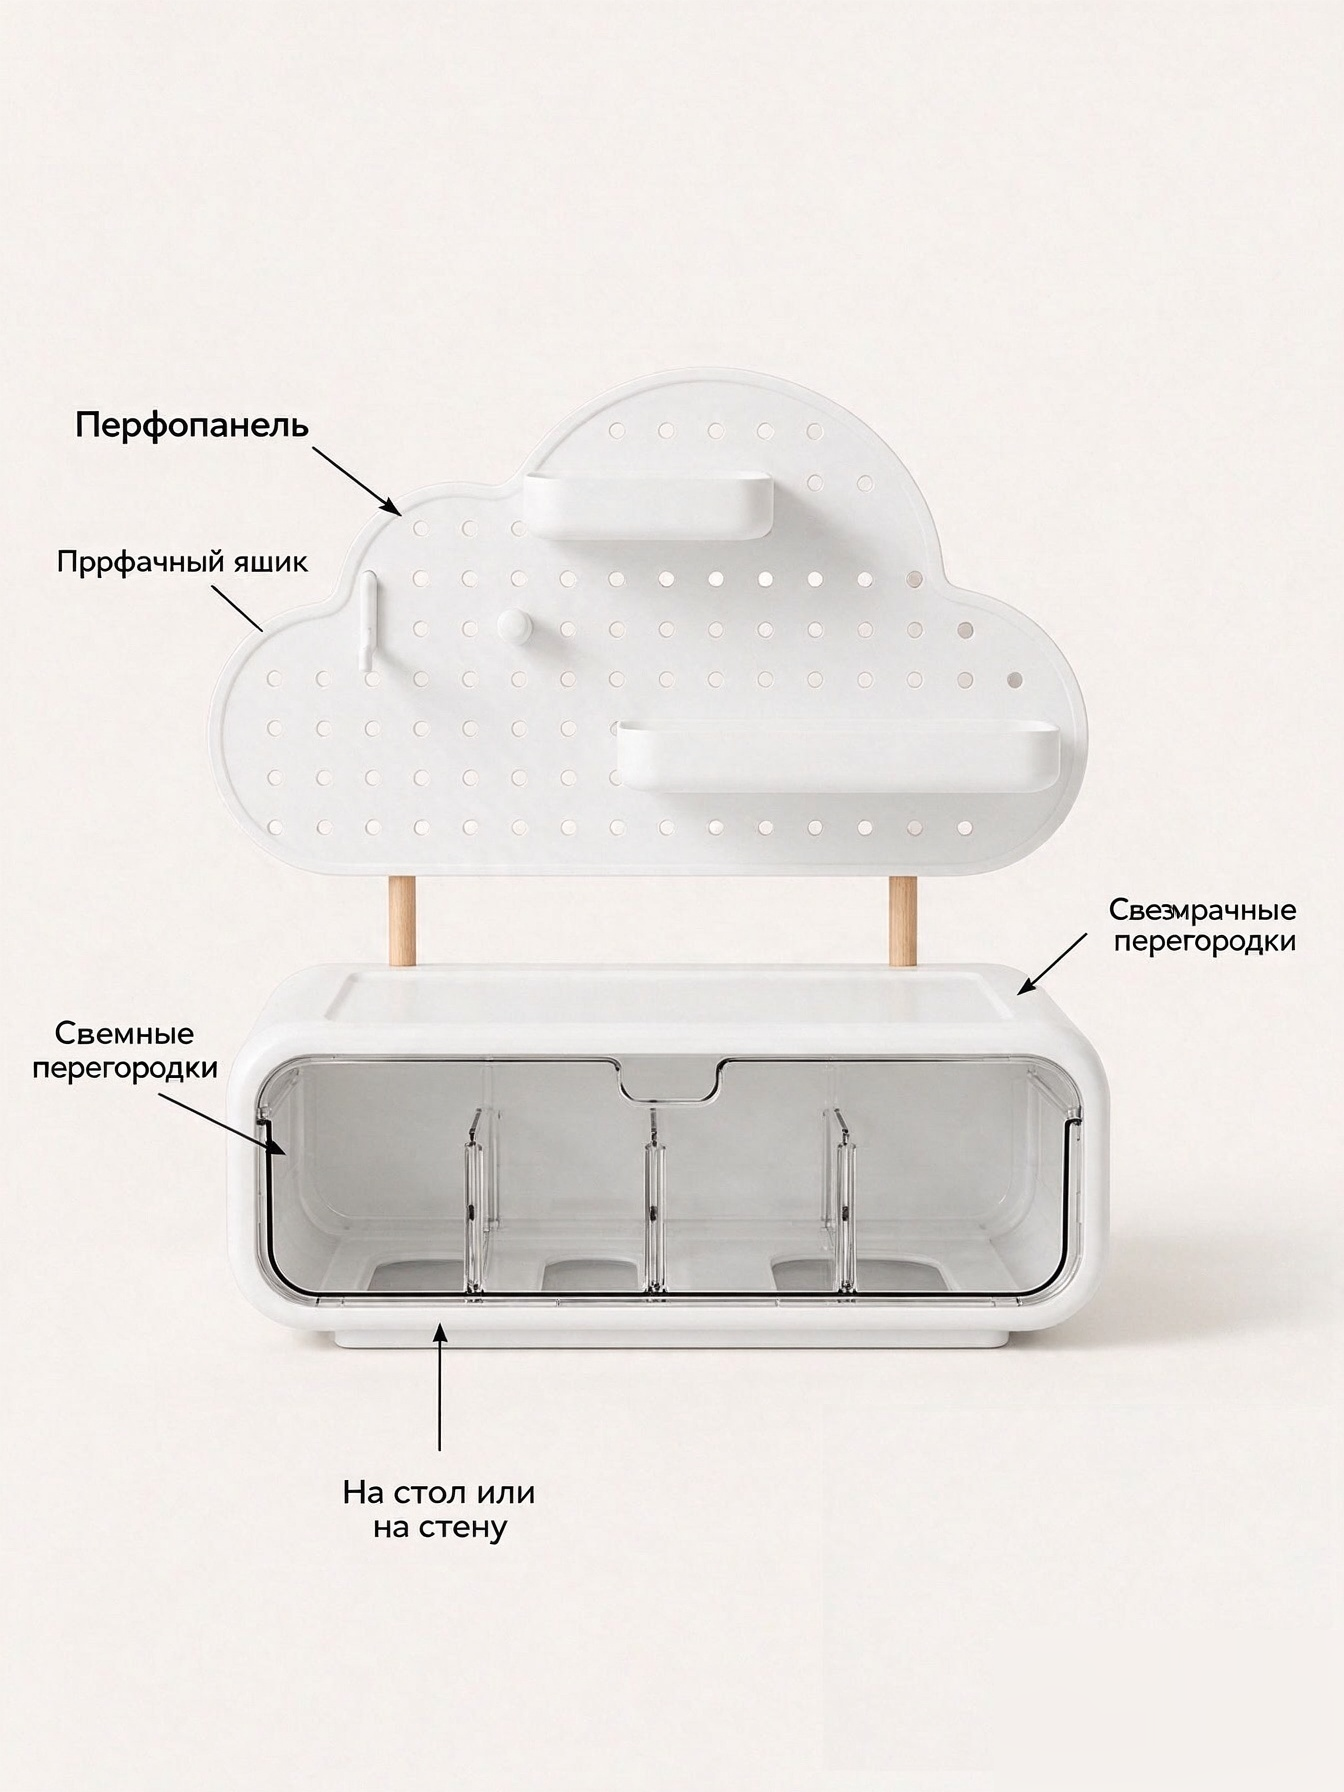 Перфопанель
Пррфачный яшик
Свезмрачные
перегородки
Свемные
перегородки
На стол или
на стену